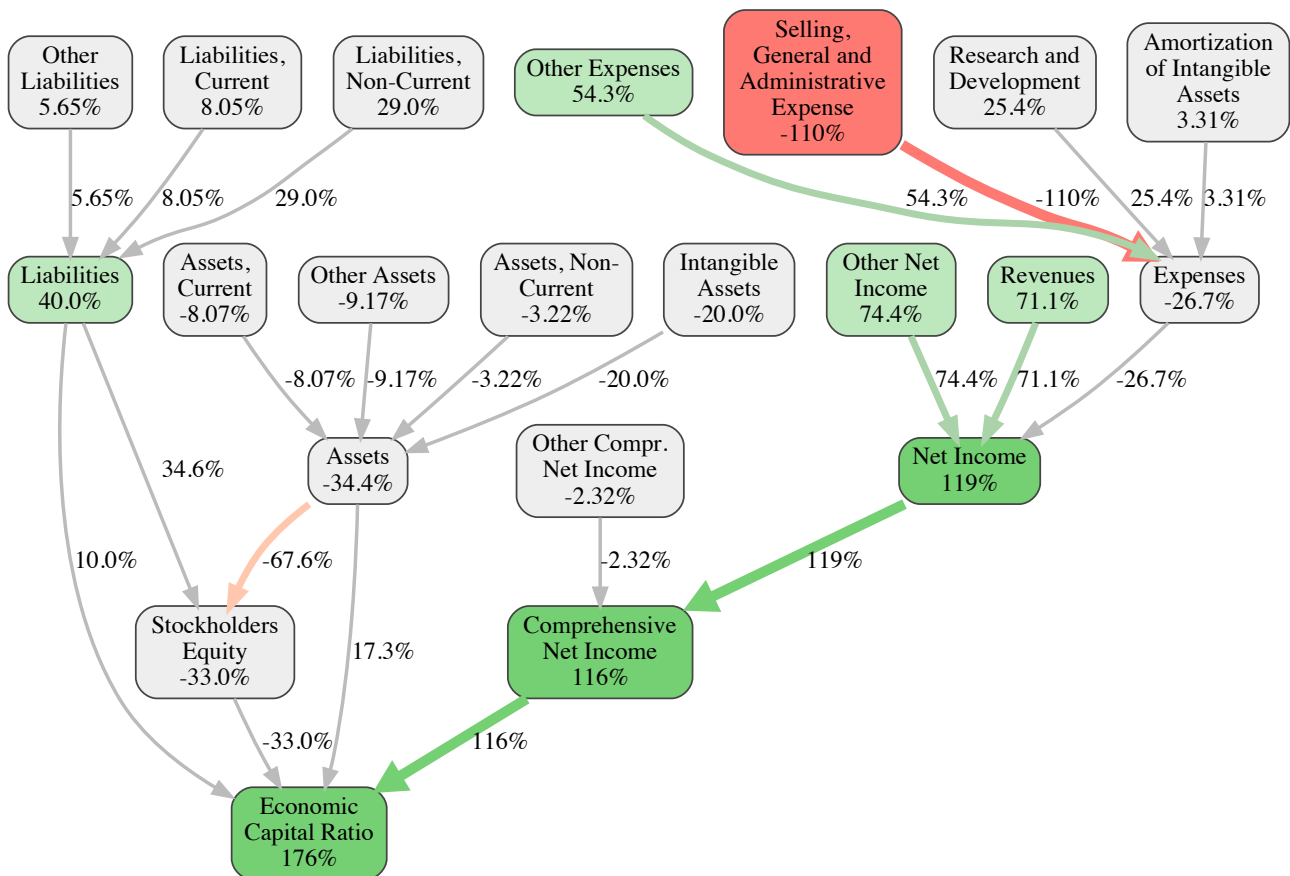 Other
Liabilities
5.65%
Liabilities,
Current
8.05%
Liabilities,
Non-Current
29.0%
Other Expenses
54.3%
Selling,
General and
Administrative
Expense
-110%
Research and
Development
25.4%
Amortization
of Intangible
Assets
3.31%
5.65%
8.05%
29.0%
54.3%
-110%
25.4%
3.31%
Liabilities
40.0%
Assets,
Current
-8.07%
Other Assets
-9.17%
Assets, Non-
Current
-3.22%
Intangible
Assets
-20.0%
Other Net
Income
74.4%
Revenues
71.1%
Expenses
-26.7%
-8.07%
-9.17%
-3.22%
-20.0%
74.4%
71.1%
-26.7%
34.6%
Assets
-34.4%
Other Compr.
Net Income
-2.32%
Net Income
119%
10.0%
-67.6%
-2.32%
119%
Stockholders
Equity
-33.0%
17.3%
Comprehensive
Net Income
116%
-33.0%
116%
Economic
Capital Ratio
176%